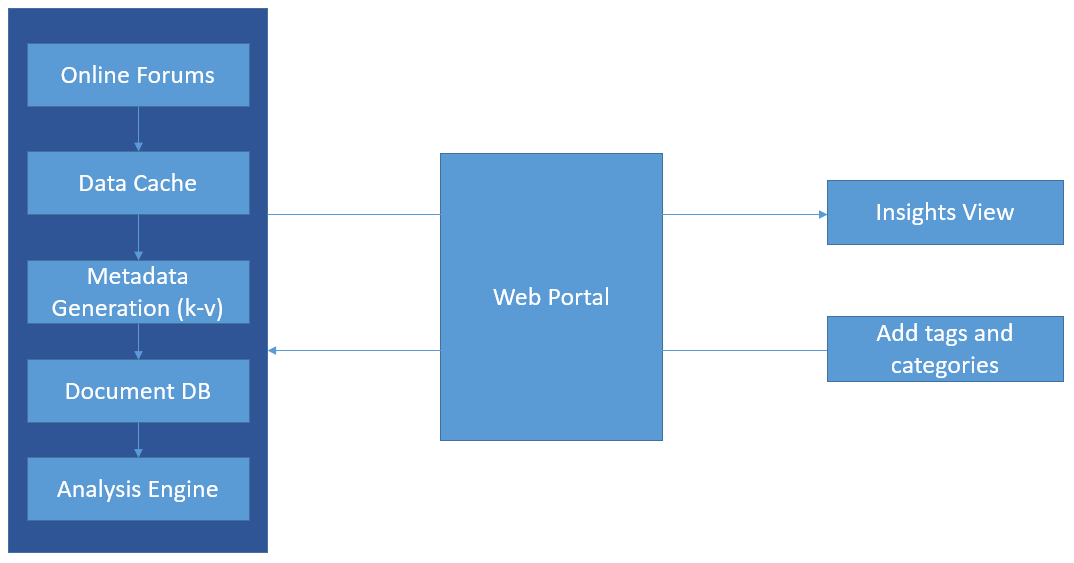 Online Forums
Data Cache
Metadata
Generation (k-v)
Document DB
Analysis Engine
Web Portal
Insights View
Add tags and
categories